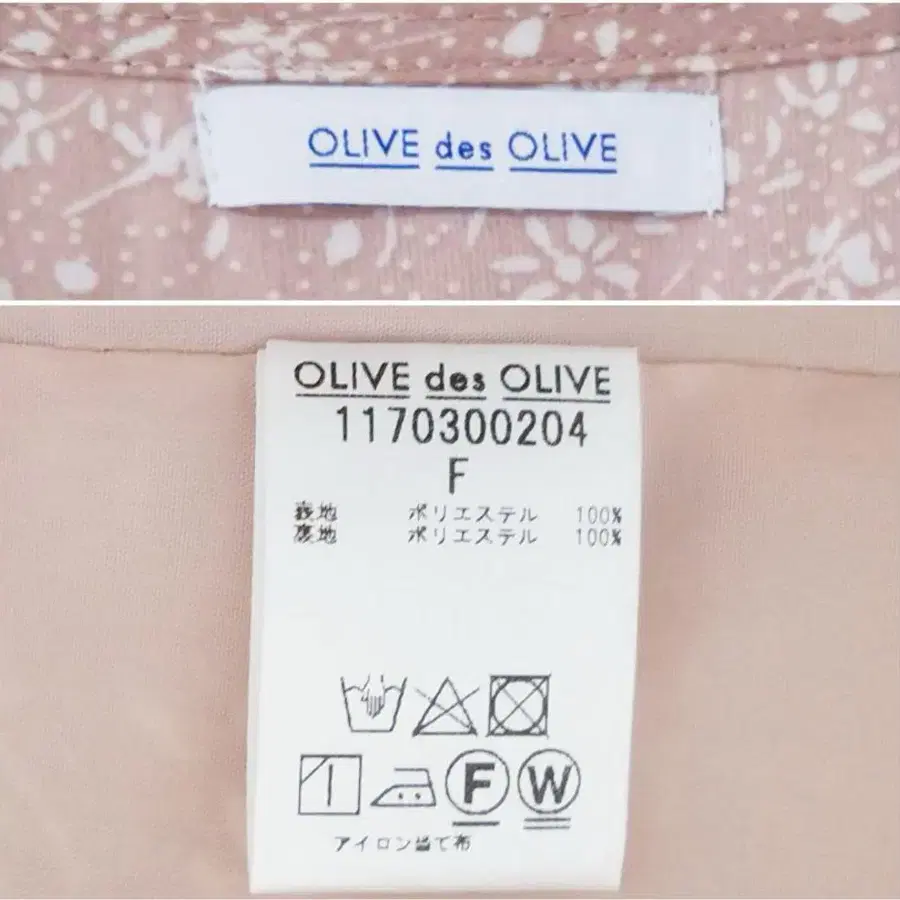 OLIVE des OLIVE
OLIVE des OLIVE
1170300204
F
表地 ポリエステル 100%
裏地 ポリエステル 100%
F W
アイロン当て布